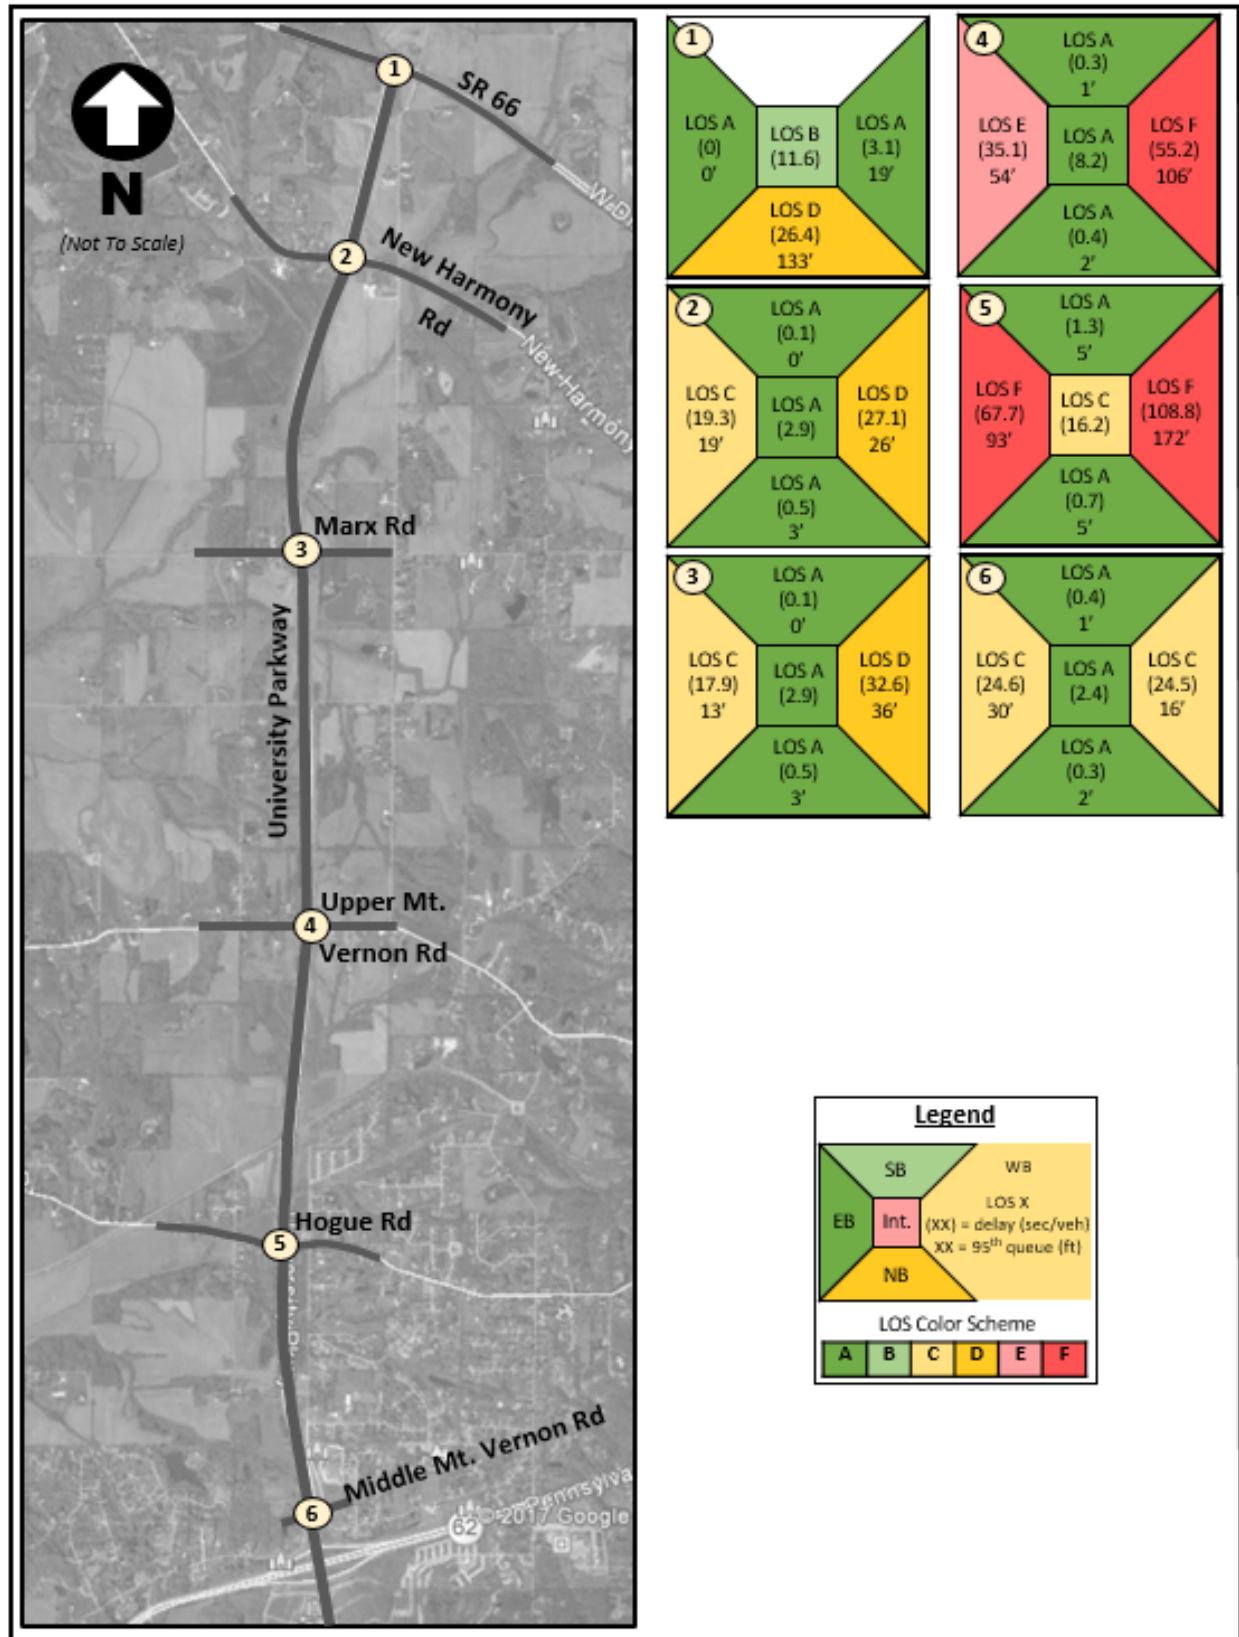 1
SR 66
W-D
N
(Not To Scale)
2
New Harmony
Rd
New-Harmony
3
Marx Rd
University Parkway
4
Upper Mt.
Vernon Rd
5
Hogue Rd
6
Middle Mt. Vernon Rd
Pennsylva
62
© 2017 Google
1
LOS A
(0)
0'
LOS B
(11.6)
LOS A
(3.1)
19'
LOS D
(26.4)
133'
4
LOS A
(0.3)
1'
LOS E
(35.1)
54'
LOS A
(8.2)
LOS F
(55.2)
106'
LOS A
(0.4)
2'
2
LOS A
(0.1)
0'
LOS C
(19.3)
19'
LOS A
(2.9)
LOS D
(27.1)
26'
LOS A
(0.5)
3'
5
LOS A
(1.3)
5'
LOS F
(67.7)
93'
LOS C
(16.2)
LOS F
(108.8)
172'
LOS A
(0.7)
5'
3
LOS A
(0.1)
0'
LOS C
(17.9)
13'
LOS A
(2.9)
LOS D
(32.6)
36'
LOS A
(0.5)
3'
6
LOS A
(0.4)
1'
LOS C
(24.6)
30'
LOS A
(2.4)
LOS C
(24.5)
16'
LOS A
(0.3)
2'
Legend
SB
WB
EB
Int.
LOS X
(XX) = delay (sec/veh)
XX = 95th queue (ft)
NB
LOS Color Scheme
A B C D E F